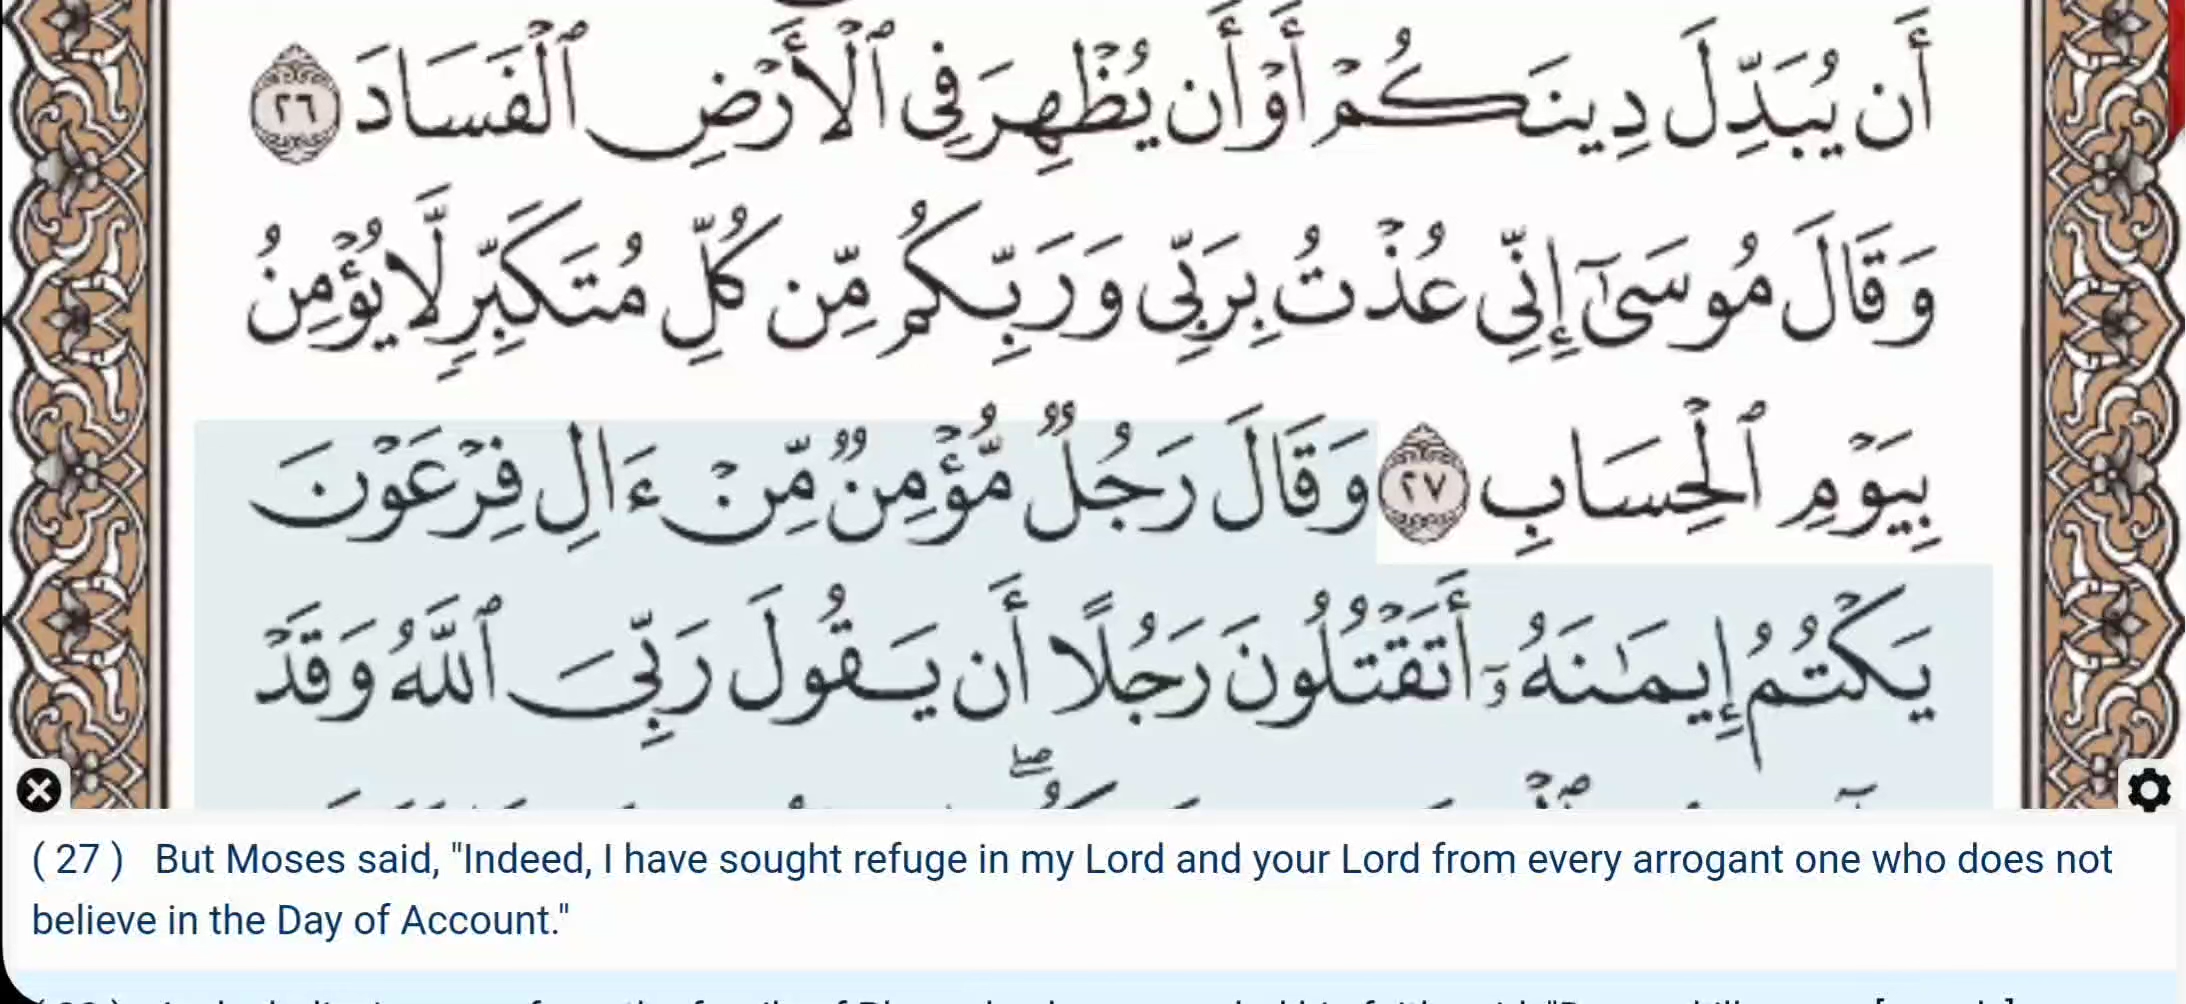 أَن يُبَدِّلَ دِينَكُمْ أَوْ أَن يُظْهِرَ فِى ٱلْأَرْضِ ٱلْفَسَادَ ٢٦
وَقَالَ مُوسَىٰٓ إِنِّى عُذْتُ بِرَبِّى وَرَبِّكُم مِّن كُلِّ مُتَكَبِّرٍ لَّا يُؤْمِنُ
بِيَوْمِ ٱلْحِسَابِ ٢٧ وَقَالَ رَجُلٌ مُّؤْمِنٌ مِّنْ ءَالِ فِرْعَوْنَ
يَكْتُمُ إِيمَٰنَهُۥٓ أَتَقْتُلُونَ رَجُلًا أَن يَقُولَ رَبِّىَ ٱللَّهُ وَقَدْ
( 27 ) But Moses said, "Indeed, I have sought refuge in my Lord and your Lord from every arrogant one who does not
believe in the Day of Account."